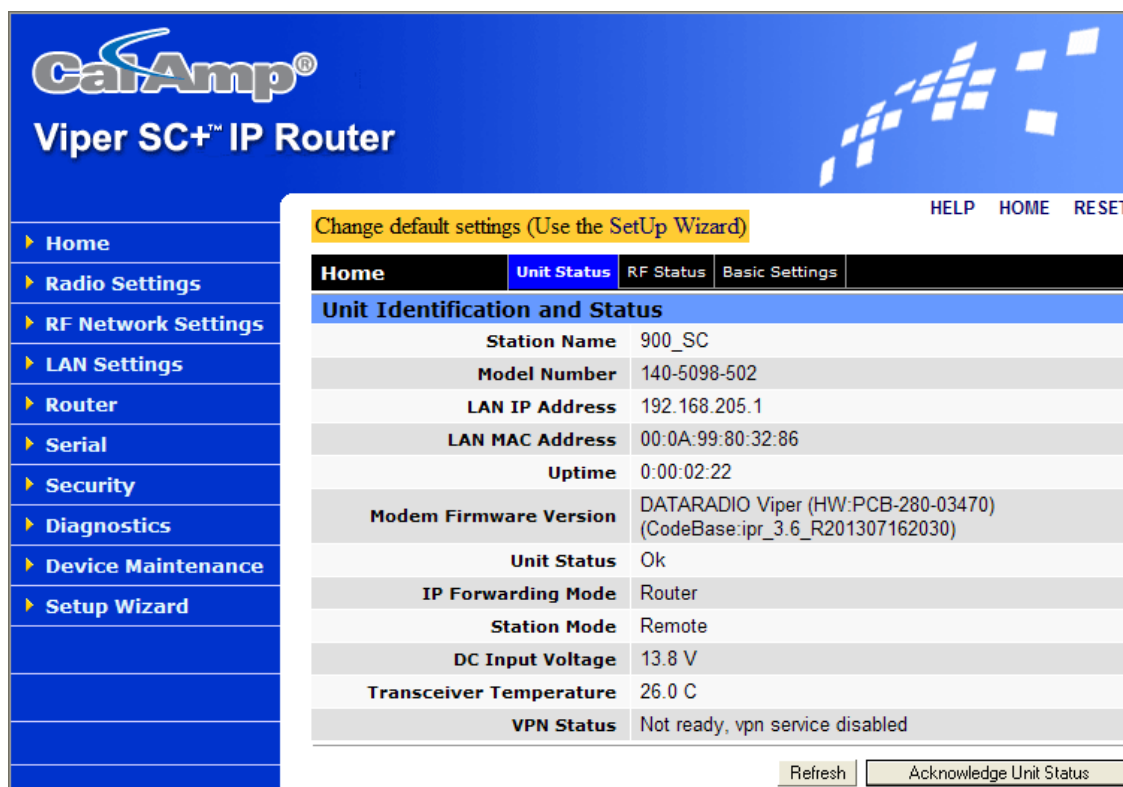 CalAmp®
Viper SC+™ IP Router
HELP HOME RESET
Change default settings (Use the SetUp Wizard)
Home
Radio Settings
RF Network Settings
LAN Settings
Router
Serial
Security
Diagnostics
Device Maintenance
Setup Wizard
Home Unit Status RF Status Basic Settings
Unit Identification and Status
Station Name 900_SC
Model Number 140-5098-502
LAN IP Address 192.168.205.1
LAN MAC Address 00:0A:99:80:32:86
Uptime 0:00:02:22
Modem Firmware Version DATARADIO Viper (HW:PCB-280-03470)
(CodeBase:ipr_3.6_R201307162030)
Unit Status Ok
IP Forwarding Mode Router
Station Mode Remote
DC Input Voltage 13.8 V
Transceiver Temperature 26.0 C
VPN Status Not ready, vpn service disabled
Refresh Acknowledge Unit Status